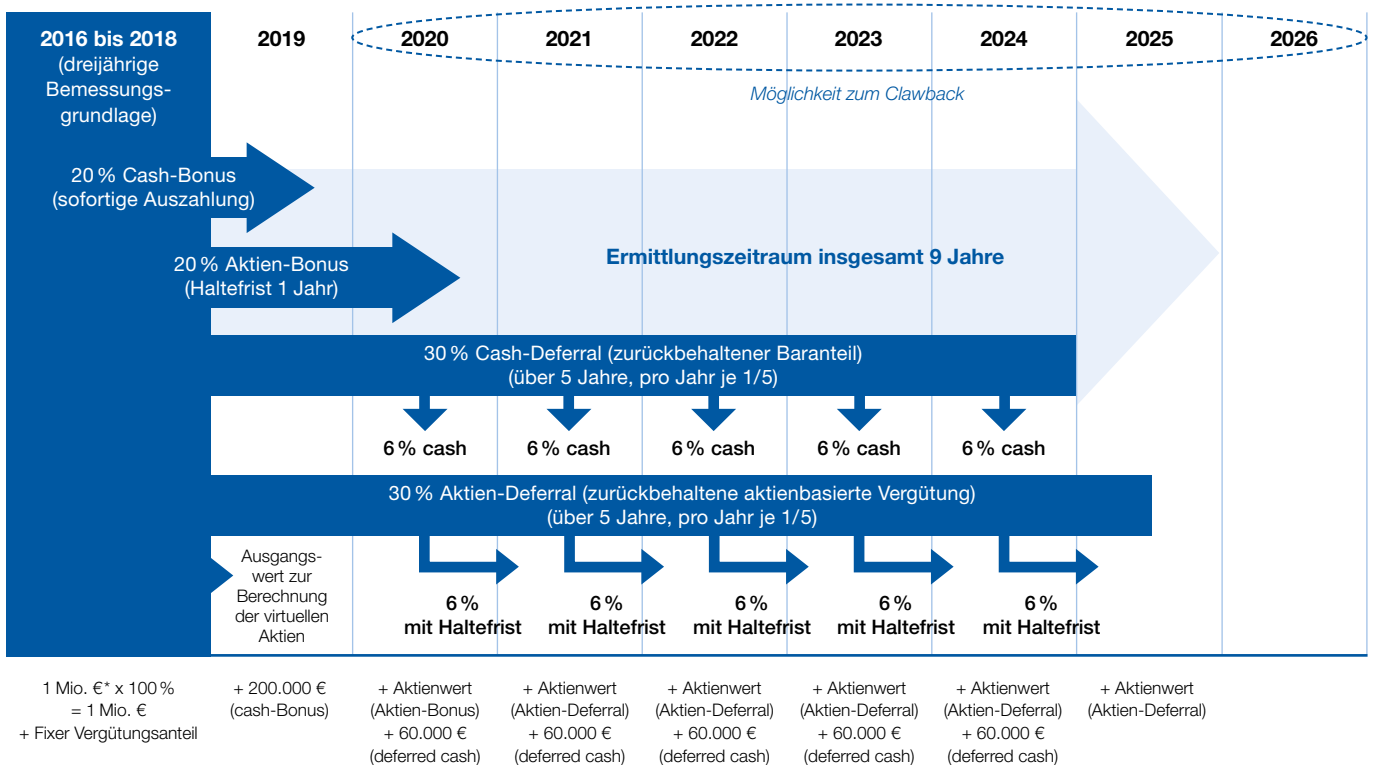 2016 bis 2018
(dreijährige
Bemessungs-
grundlage)
2019
2020
2021
2022
2023
2024
2025
2026
Möglichkeit zum Clawback
20 % Cash-Bonus
(sofortige Auszahlung)
20 % Aktien-Bonus
(Haltefrist 1 Jahr)
Ermittlungszeitraum insgesamt 9 Jahre
30 % Cash-Deferral (zurückbehaltener Baranteil)
(über 5 Jahre, pro Jahr je 1/5)
6 % cash
6 % cash
6 % cash
6 % cash
6 % cash
30 % Aktien-Deferral (zurückbehaltene aktienbasierte Vergütung)
(über 5 Jahre, pro Jahr je 1/5)
Ausgangs-
wert zur
Berechnung
der virtuellen
Aktien
6 %
mit Haltefrist
6 %
mit Haltefrist
6 %
mit Haltefrist
6 %
mit Haltefrist
6 %
mit Haltefrist
1 Mio. €* x 100 %
= 1 Mio. €
+ Fixer Vergütungsanteil
+ 200.000 €
(cash-Bonus)
+ Aktienwert
(Aktien-Bonus)
+ 60.000 €
(deferred cash)
+ Aktienwert
(Aktien-Deferral)
+ 60.000 €
(deferred cash)
+ Aktienwert
(Aktien-Deferral)
+ 60.000 €
(deferred cash)
+ Aktienwert
(Aktien-Deferral)
+ 60.000 €
(deferred cash)
+ Aktienwert
(Aktien-Deferral)
+ 60.000 €
(deferred cash)
+ Aktienwert
(Aktien-Deferral)